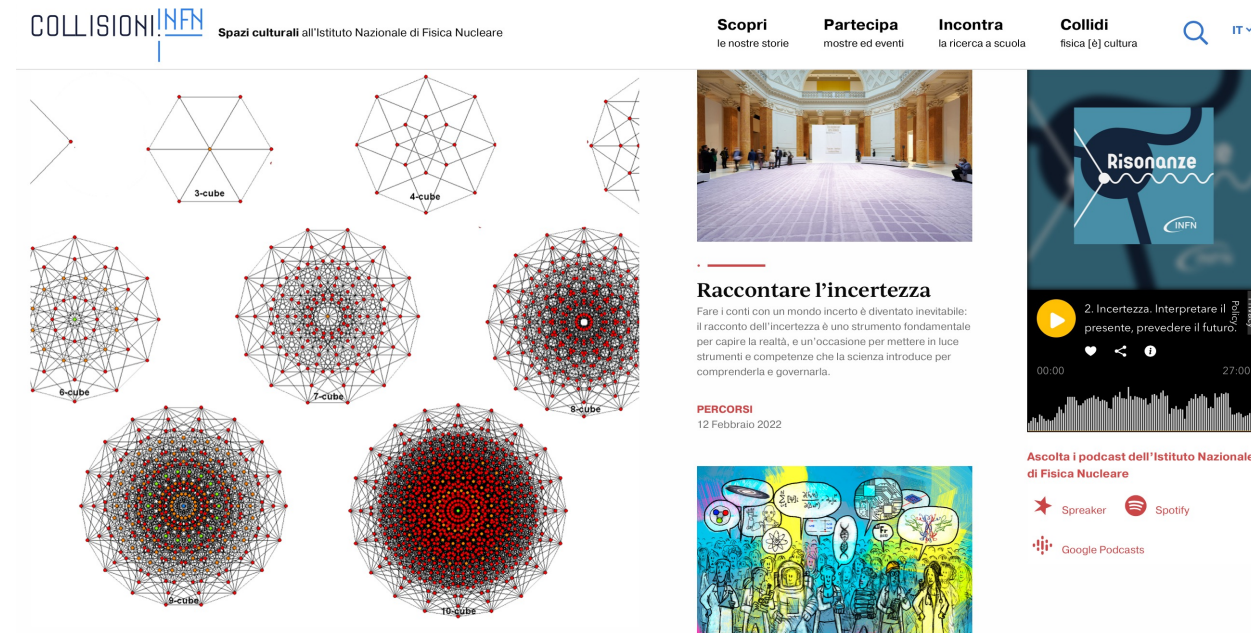 COLLISIONI INFN
Spazi culturali all'Istituto Nazionale di Fisica Nucleare
Scopri
le nostre storie
Partecipa
mostre ed eventi
Incontra
la ricerca a scuola
Collidi
fisica [è] cultura
IT
3-cube
4-cube
6-cube
7-cube
8-cube
9-cube
10-cube
Raccontare l'incertezza
Fare i conti con un mondo incerto è diventato inevitabile:
il racconto dell'incertezza è uno strumento fondamentale
per capire la realtà, e un'occasione per mettere in luce
strumenti e competenze che la scienza introduce per
comprenderla e governarla.
PERCORSI
12 Febbraio 2022
Risonanze
INFN
2. Incertezza. Interpretare il
presente, prevedere il futuro.
Policy
00:00
27:00
Ascolta i podcast dell'Istituto Nazionale
di Fisica Nucleare
Spreaker
Spotify
Google Podcasts